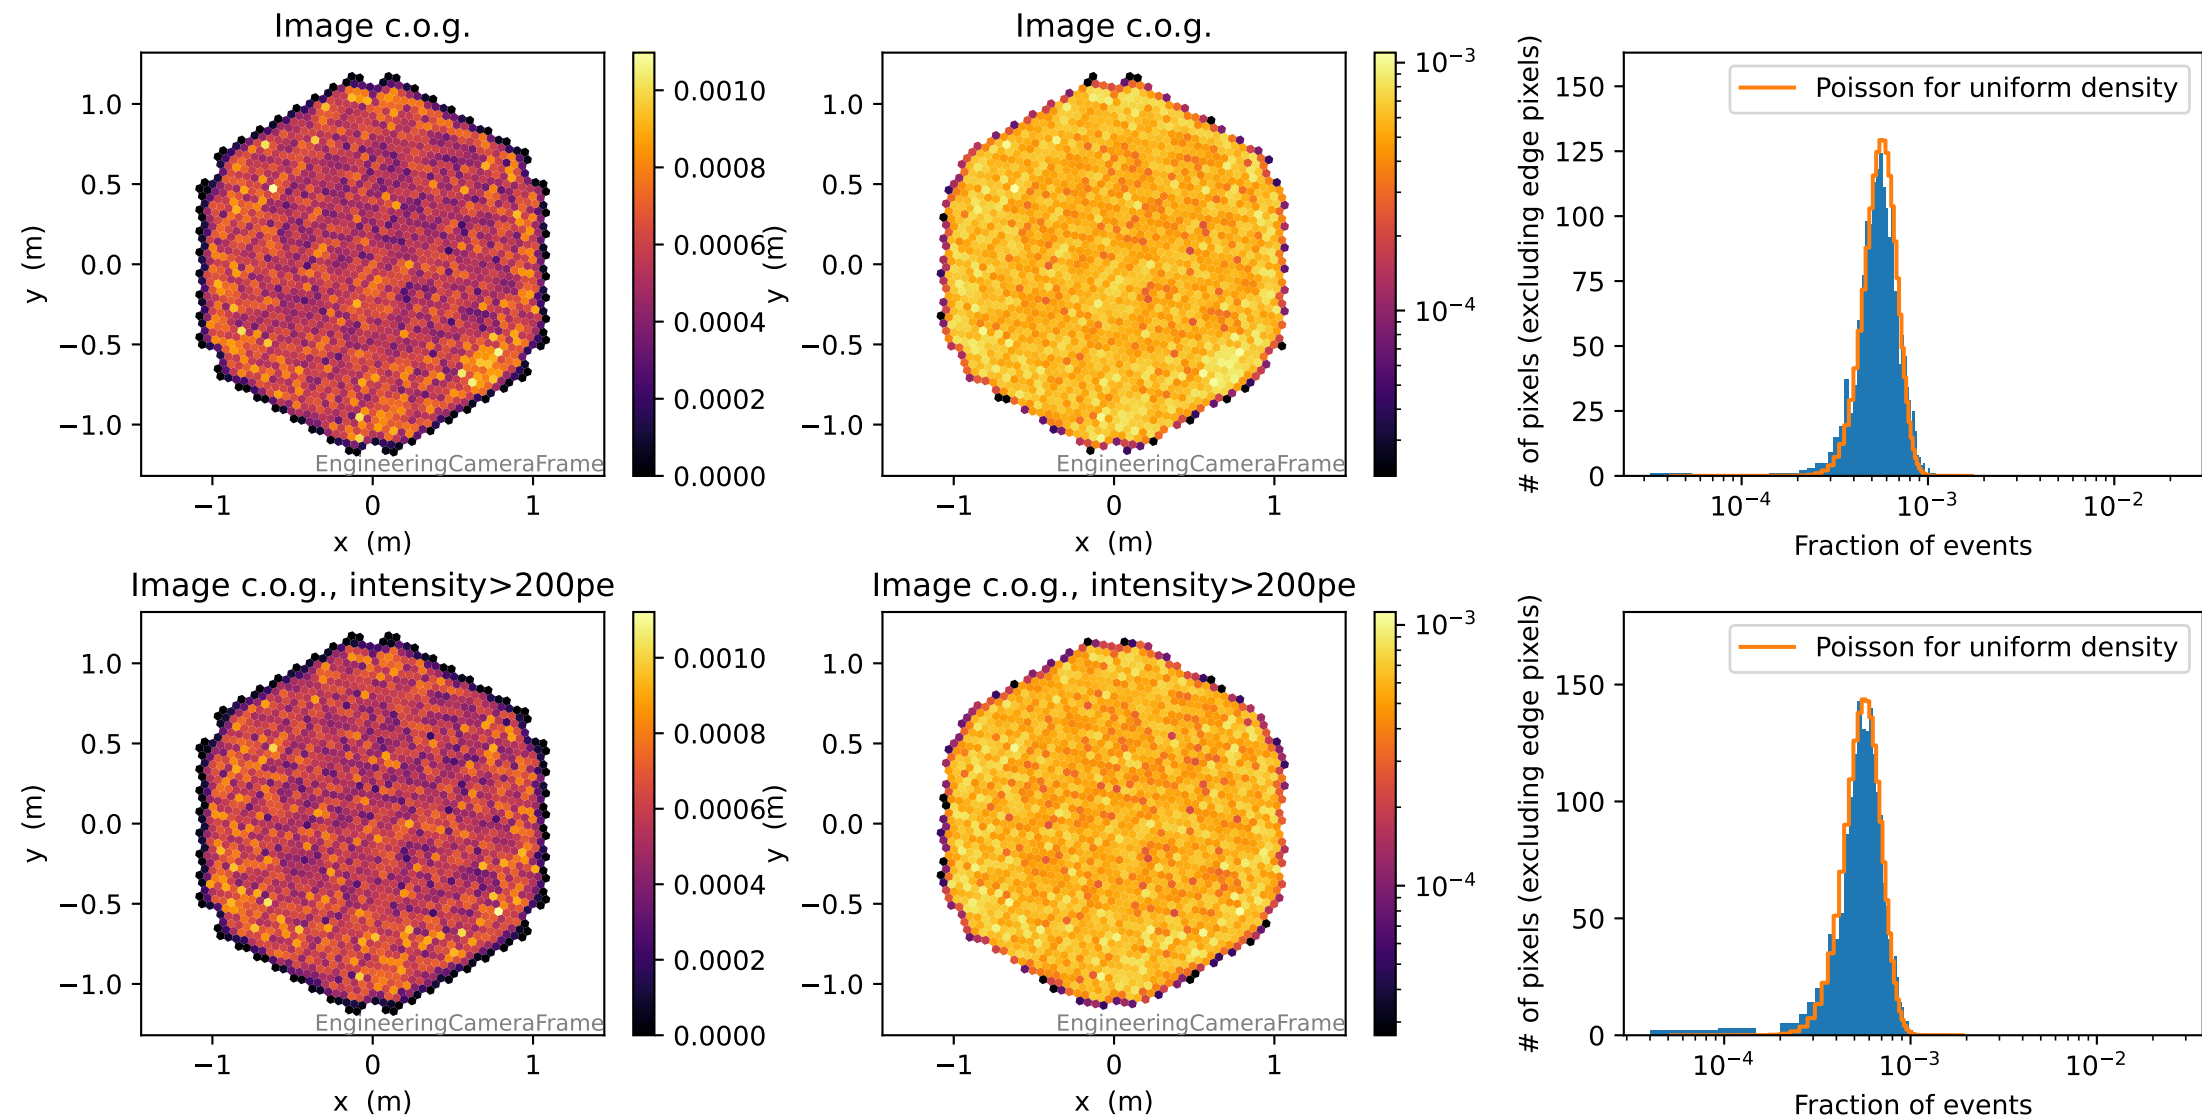 Image c.o.g.
y (m)
1.0
0.5
0.0
−0.5
−1.0
EngineeringCameraFrame
−1 0 1
x (m)
0.0010
0.0008
0.0006
0.0004
0.0002
0.0000
Image c.o.g.
y (m)
1.0
0.5
0.0
−0.5
−1.0
EngineeringCameraFrame
−1 0 1
x (m)
10−3
10−4
# of pixels (excluding edge pixels)
150
125
100
75
50
25
0
Poisson for uniform density
10−4 10−3 10−2
Fraction of events
Image c.o.g., intensity>200pe
y (m)
1.0
0.5
0.0
−0.5
−1.0
EngineeringCameraFrame
−1 0 1
x (m)
0.0010
0.0008
0.0006
0.0004
0.0002
0.0000
Image c.o.g., intensity>200pe
y (m)
1.0
0.5
0.0
−0.5
−1.0
EngineeringCameraFrame
−1 0 1
x (m)
10−3
10−4
# of pixels (excluding edge pixels)
150
100
50
0
Poisson for uniform density
10−4 10−3 10−2
Fraction of events